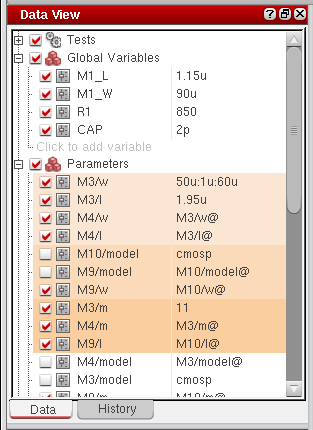 Data View
Tests
Global Variables
M1_L 1.15u
M1_W 90u
R1 850
CAP 2p
Click to add variable
Parameters
M3/w 50u:1u:60u
M3/l 1.95u
M4/w M3/w@
M4/l M3/l@
M10/model cmosp
M9/model M10/model@
M9/w M10/w@
M3/m 11
M4/m M3/m@
M9/l M10/l@
M4/model M3/model@
M3/model cmosp
Data History